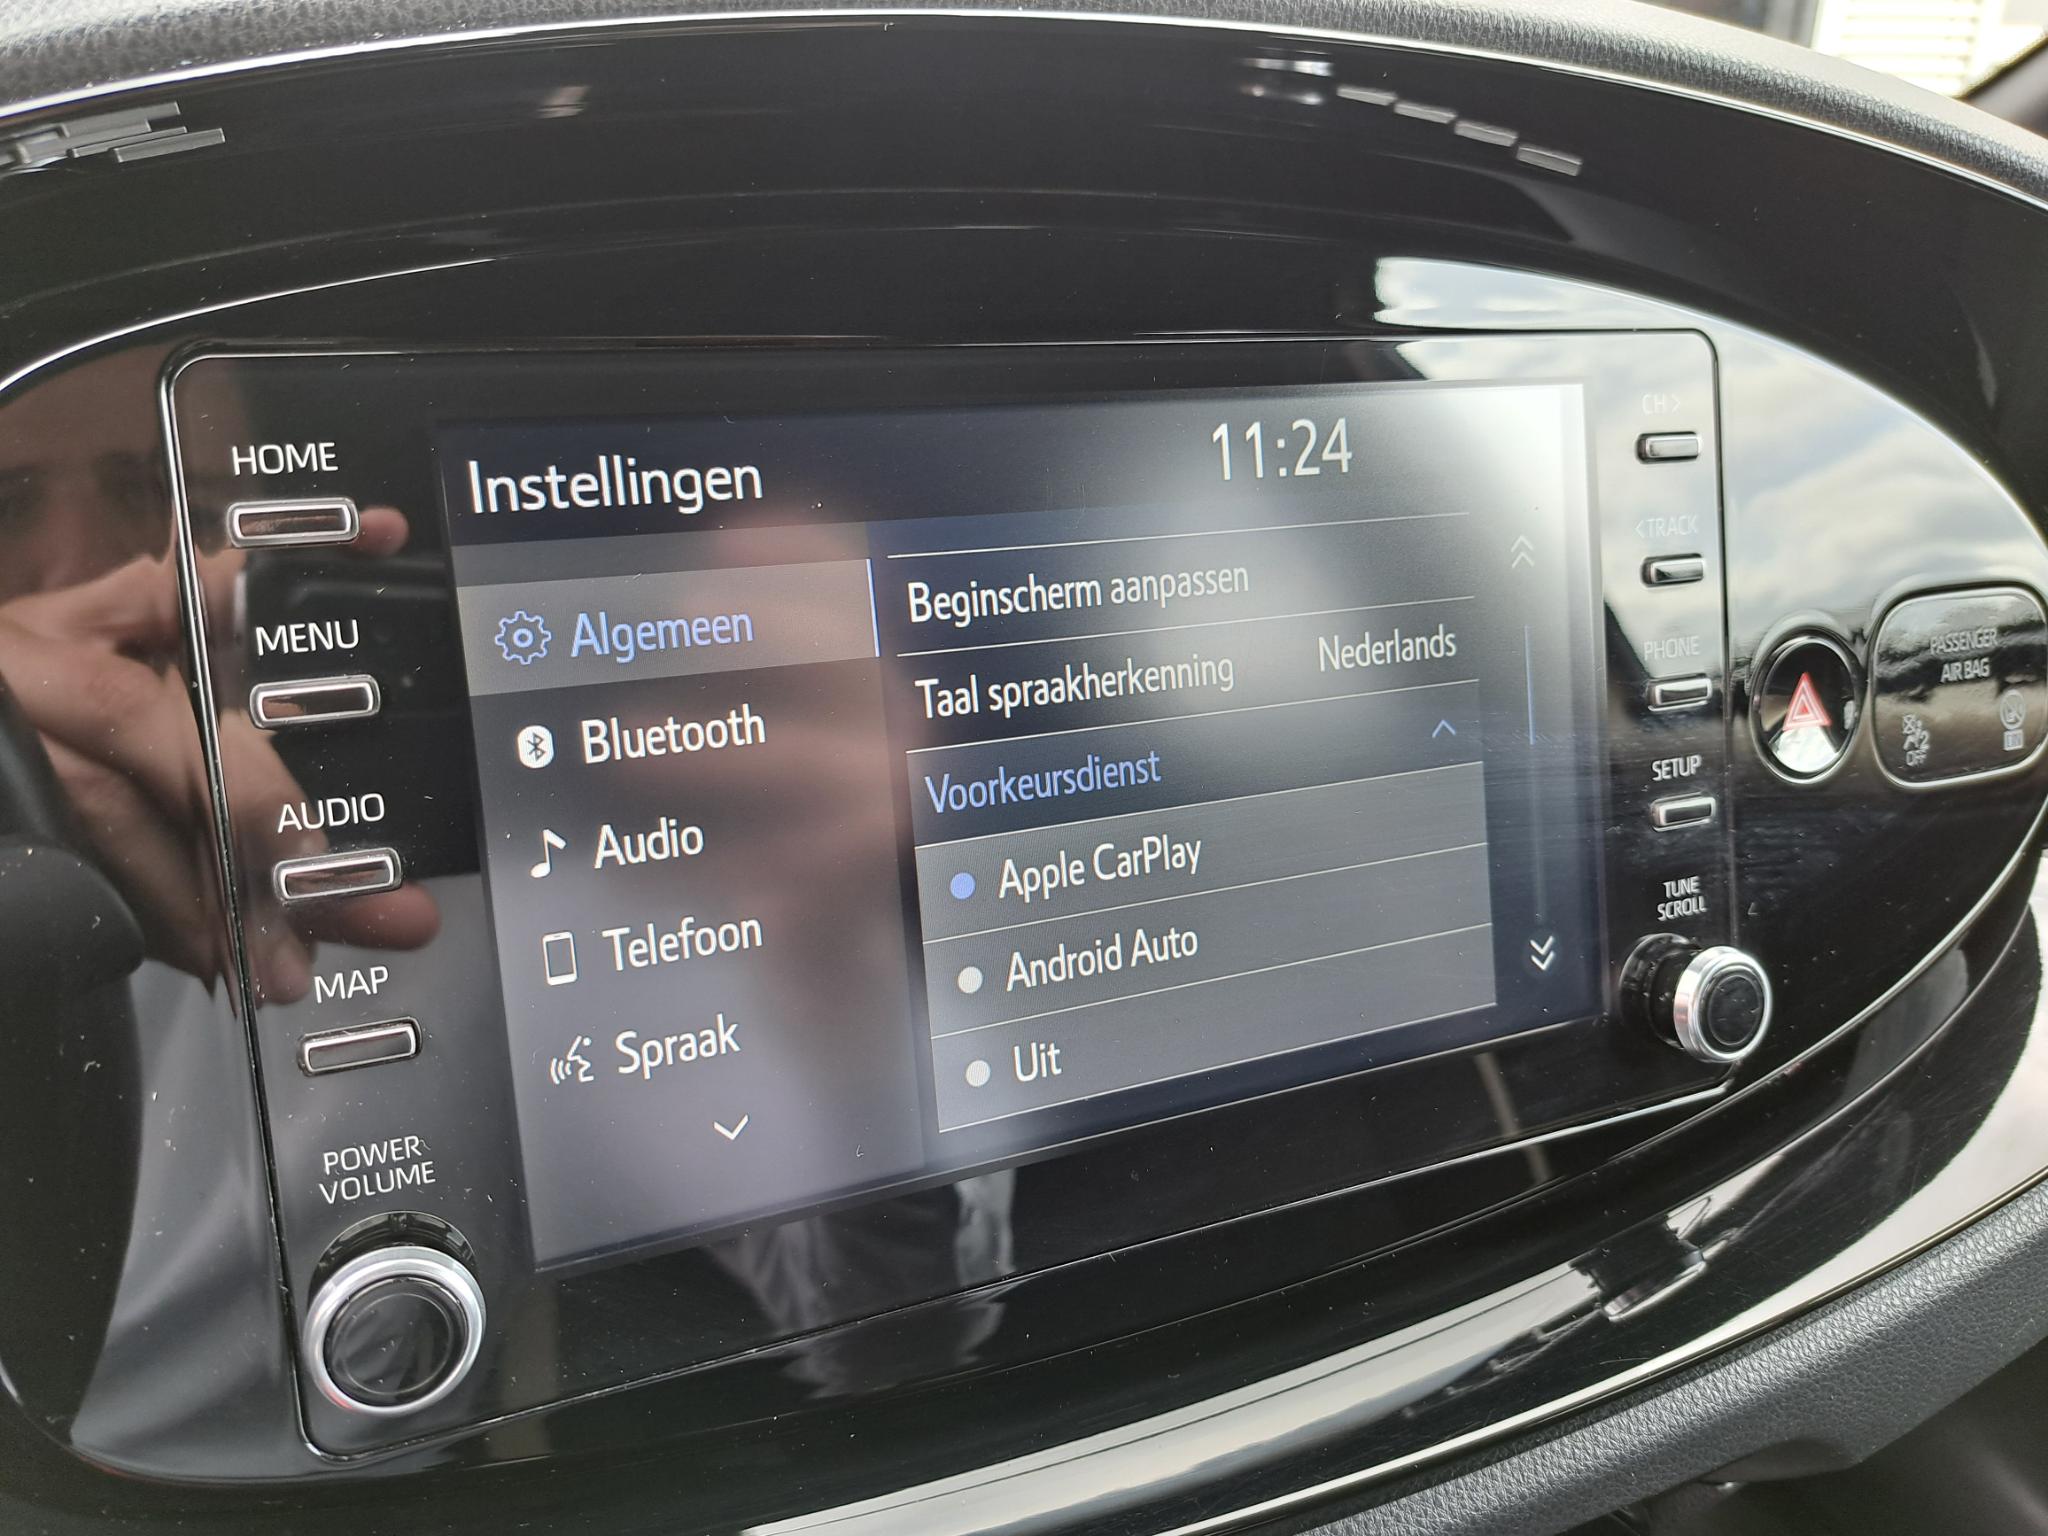 HOME
MENU
AUDIO
MAP
POWER
VOLUME
Instellingen
11:24
Algemeen
Bluetooth
Audio
Telefoon
Spraak
Beginscherm aanpassen
Taal spraakherkenning Nederlands
Voorkeursdienst
Apple CarPlay
Android Auto
Uit
CH >
< TRACK
PHONE
SETUP
TUNE
SCROLL
PASSENGER
AIR BAG
OFF